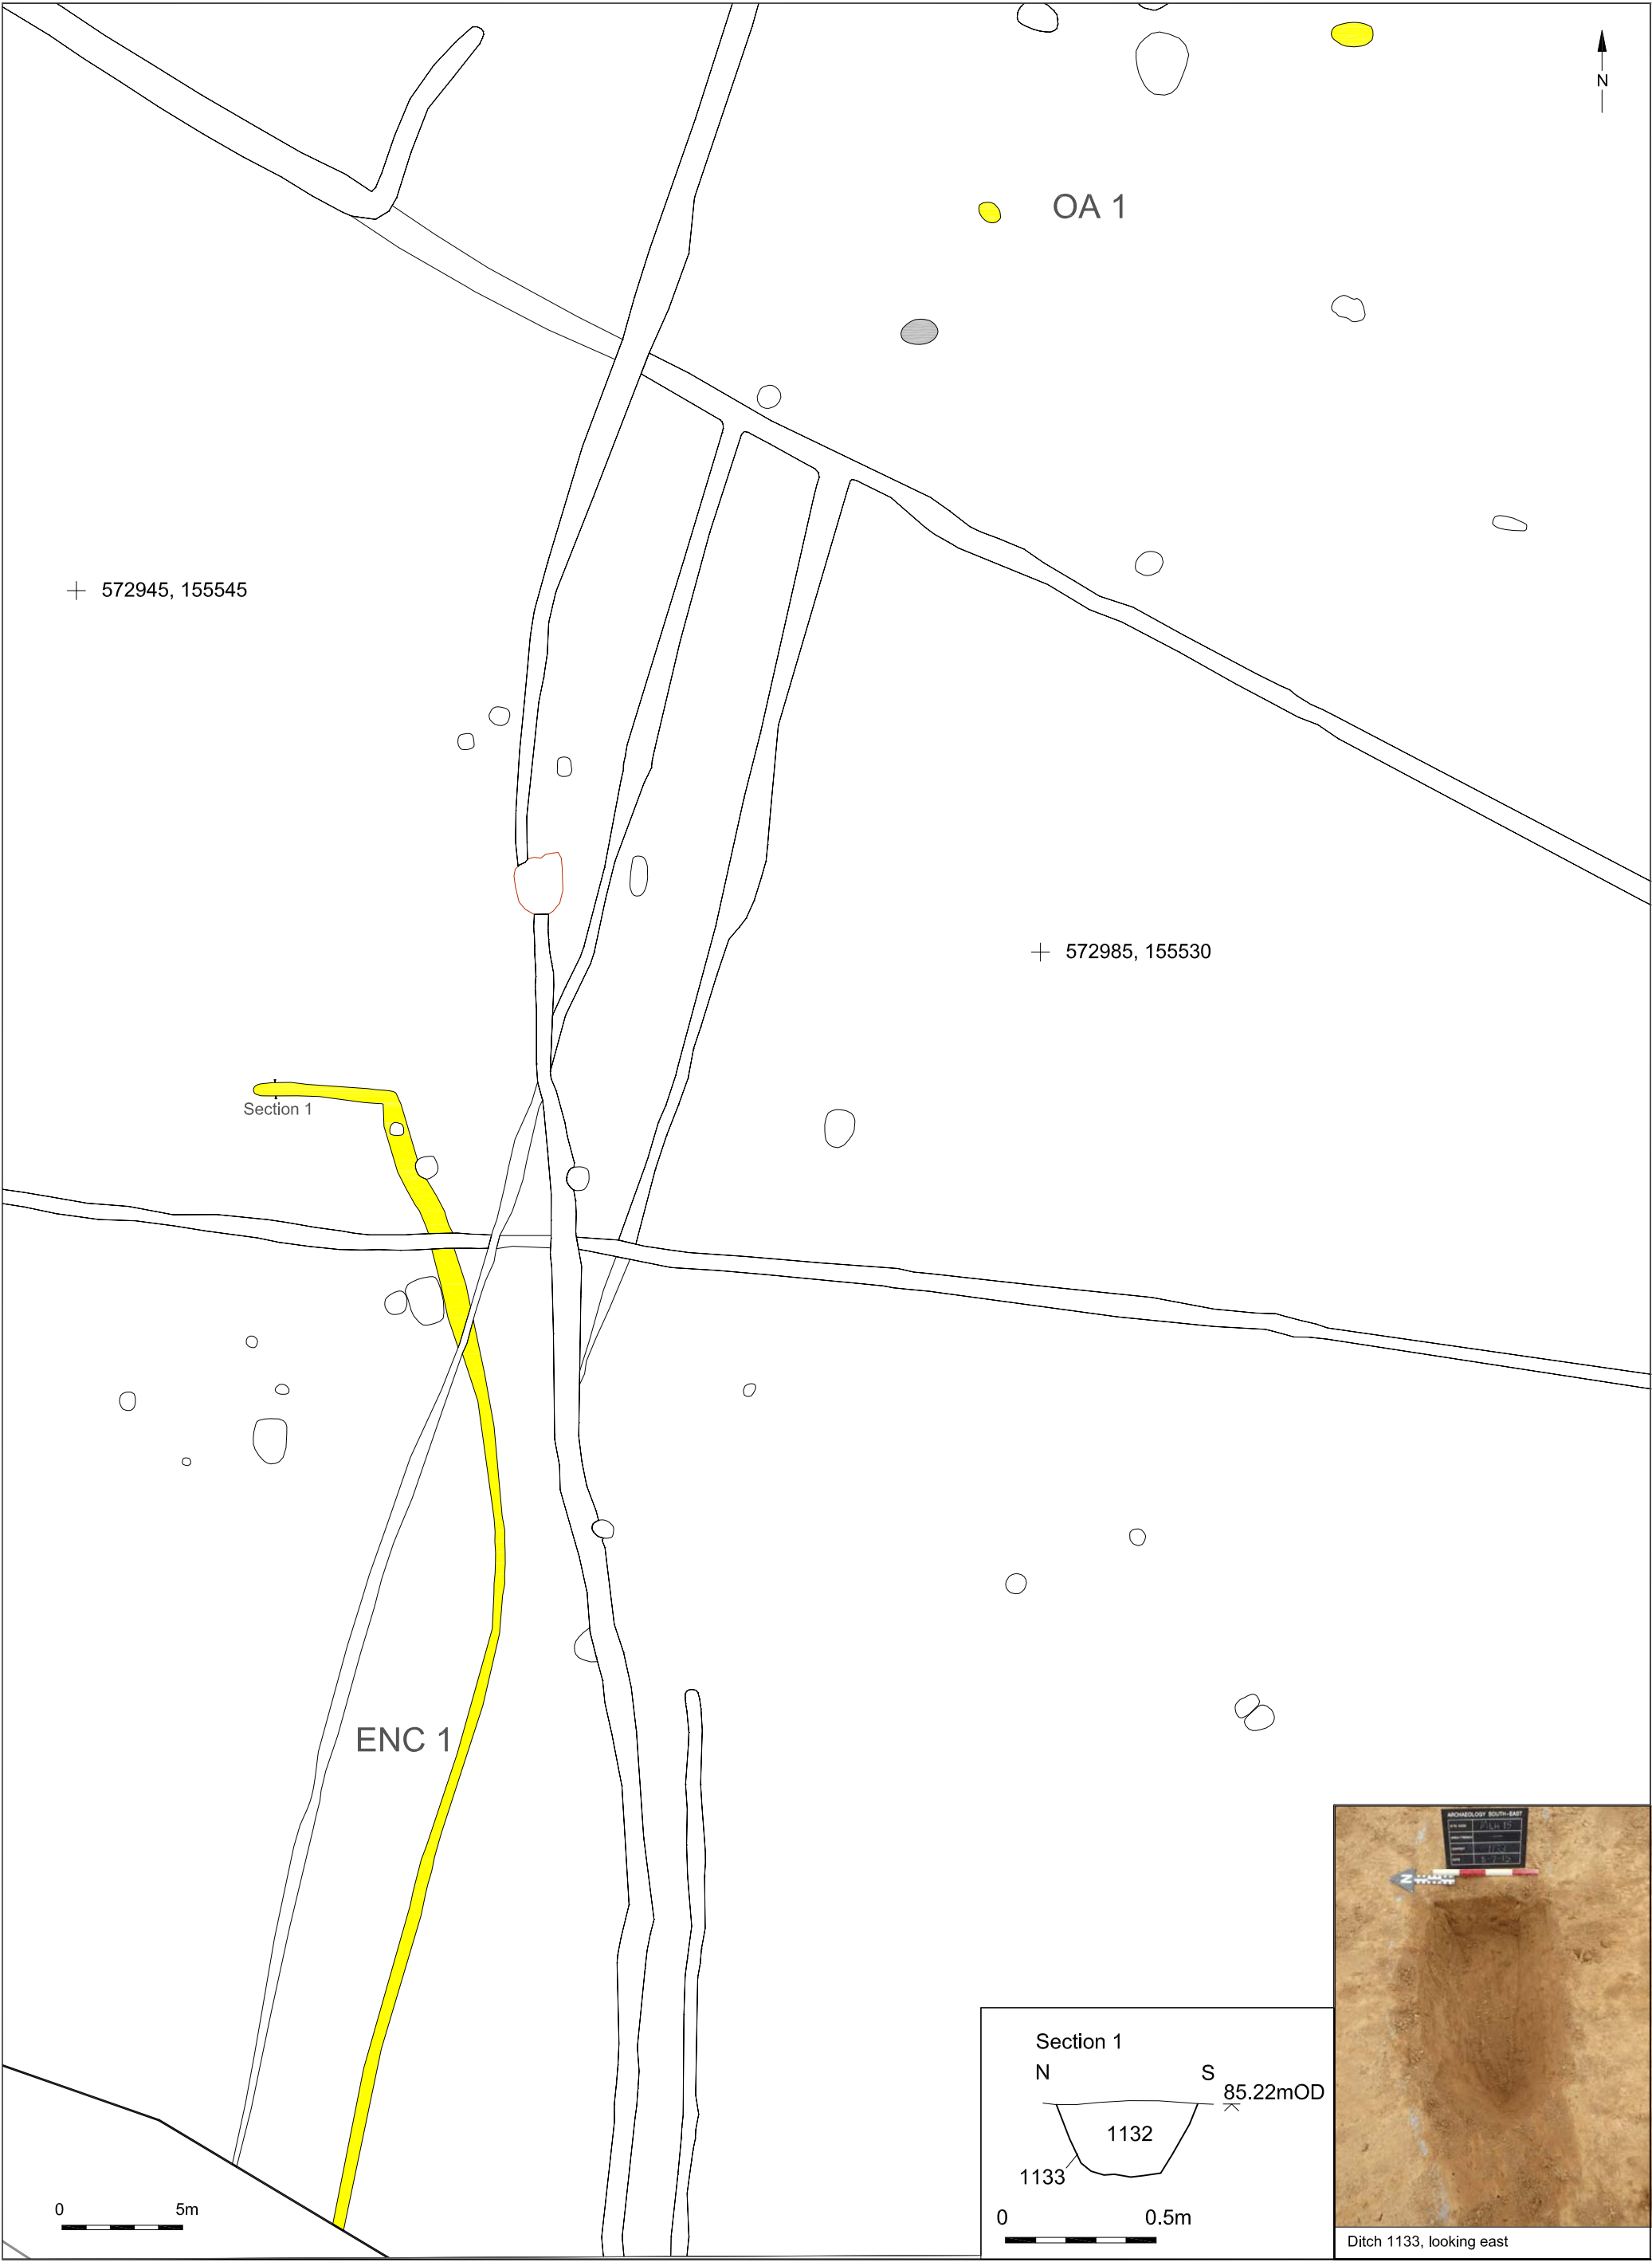 N
OA 1
572945, 155545
572985, 155530
Section 1
ENC 1
0 5m
Section 1
N S
85.22mOD
1132
1133
0 0.5m
ARCHAEOLOGY SOUTH-EAST
N
Ditch 1133, looking east